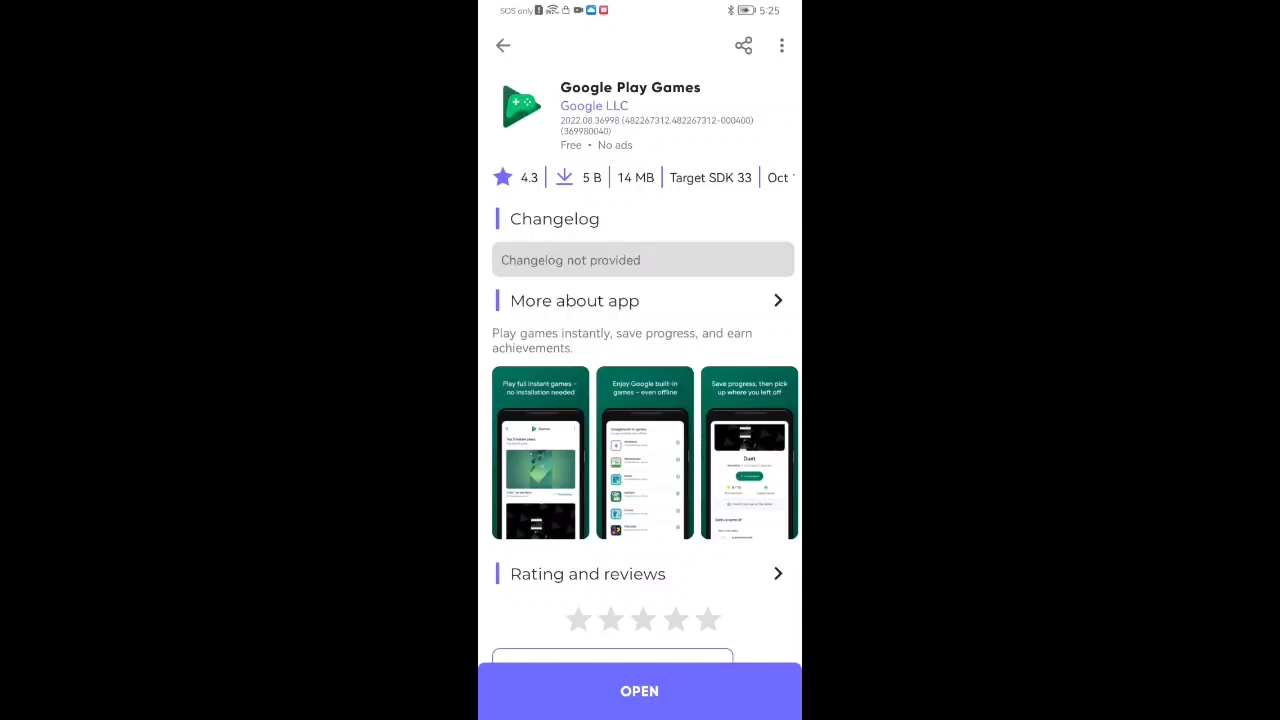 SOS only
5:25
Google Play Games
Google LLC
2022.08.36998 (482267312.482267312-000400)
(369980040)
Free • No ads
4.3
5 B
14 MB
Target SDK 33
Oct
Changelog
Changelog not provided
More about app
Play games instantly, save progress, and earn
achievements.
Play full instant games –
no installation needed
Enjoy Google built-in
games – even offline
Save progress, then pick
up where you left off
Games
Duet
Rating and reviews
OPEN